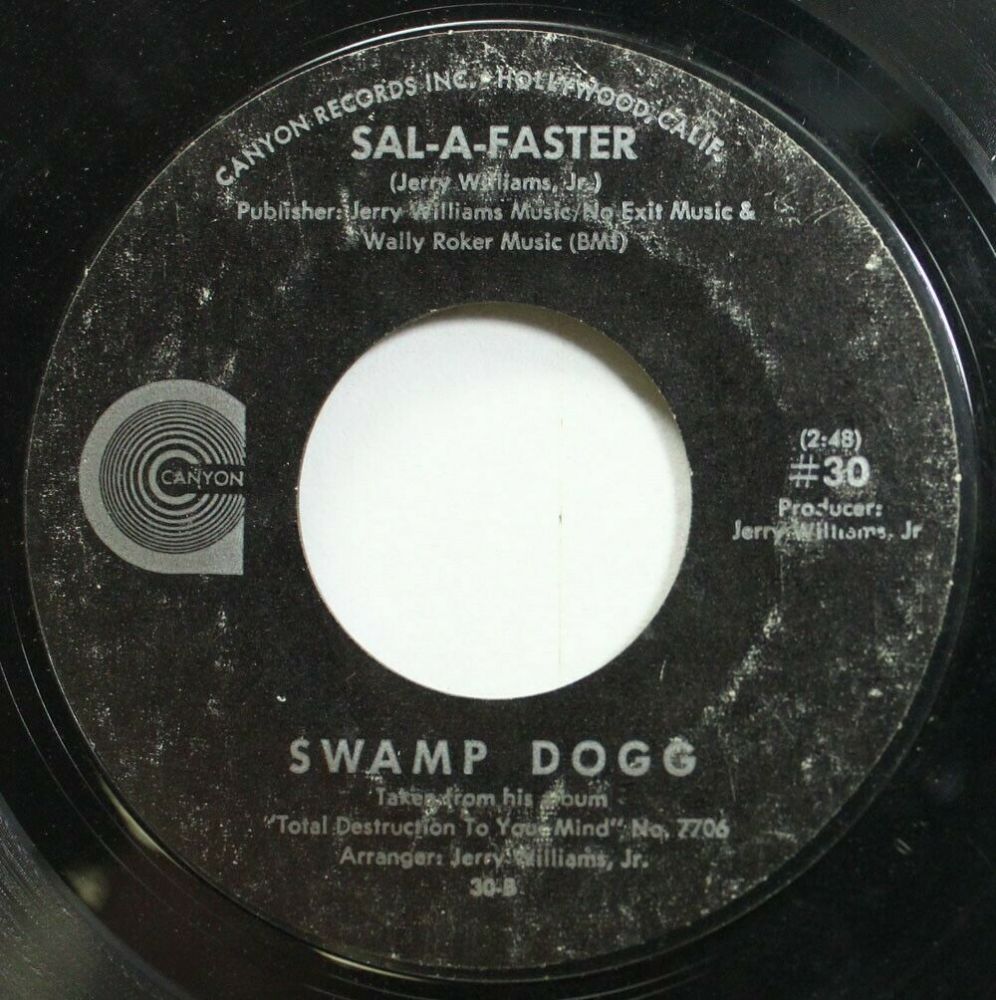 CANYON RECORDS INC. • HOLLYWOOD, CALIF.
SAL-A-FASTER
(Jerry Williams, Jr.)
Publisher: Jerry Williams Music/No Exit Music &
Wally Roker Music (BMI)
CANYON
(2:48)
#30
Producer:
Jerry Williams, Jr
SWAMP DOGG
Taken from his album
"Total Destruction To Your Mind" No. 7706
Arranger: Jerry Williams, Jr.
30-B